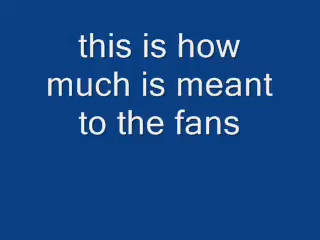 this is how
much is meant
to the fans